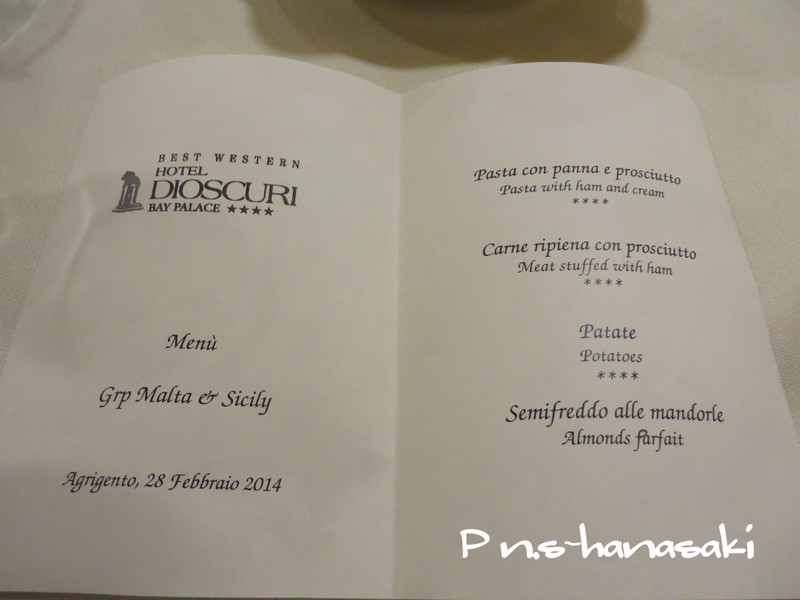 BEST WESTERN
HOTEL
DIOSCURI
BAY PALACE ★★★★
Menù
Grp Malta & Sicily
Agrigento, 28 Febbraio 2014
Pasta con panna e prosciutto
Pasta with ham and cream
****
Carne ripiena con prosciutto
Meat stuffed with ham
****
Patate
Potatoes
****
Semifreddo alle mandorle
Almonds farfait
P n.s-hanasaki